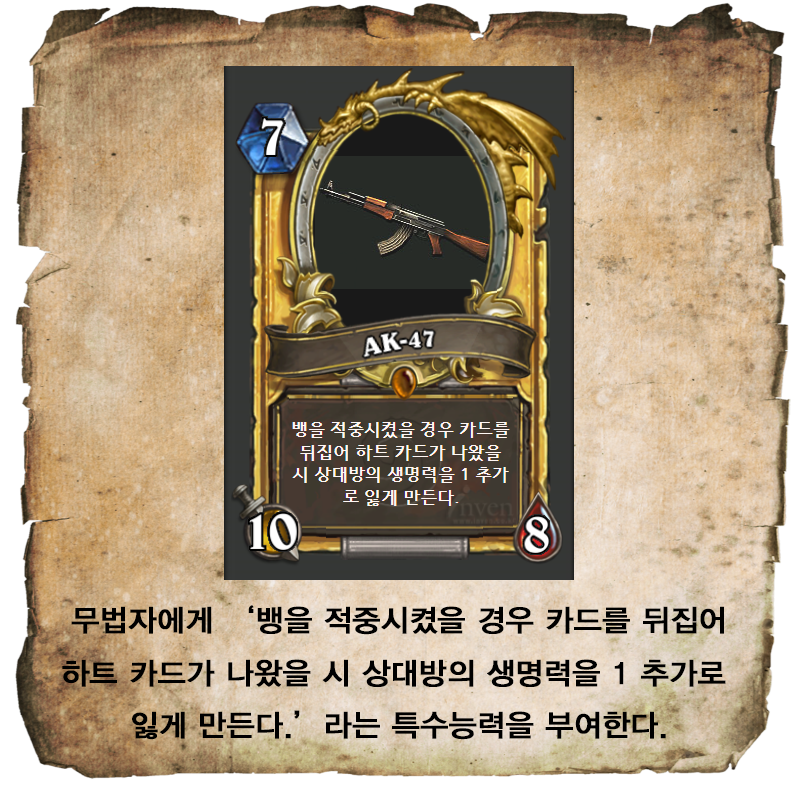 7
AK-47
뱅을 적중시켰을 경우 카드를
뒤집어 하트 카드가 나왔을
시 상대방의 생명력을 1 추가
로 잃게 만든다.
inven
10
8
무법자에게 ‘뱅을 적중시켰을 경우 카드를 뒤집어
하트 카드가 나왔을 시 상대방의 생명력을 1 추가로
잃게 만든다.’라는 특수능력을 부여한다.